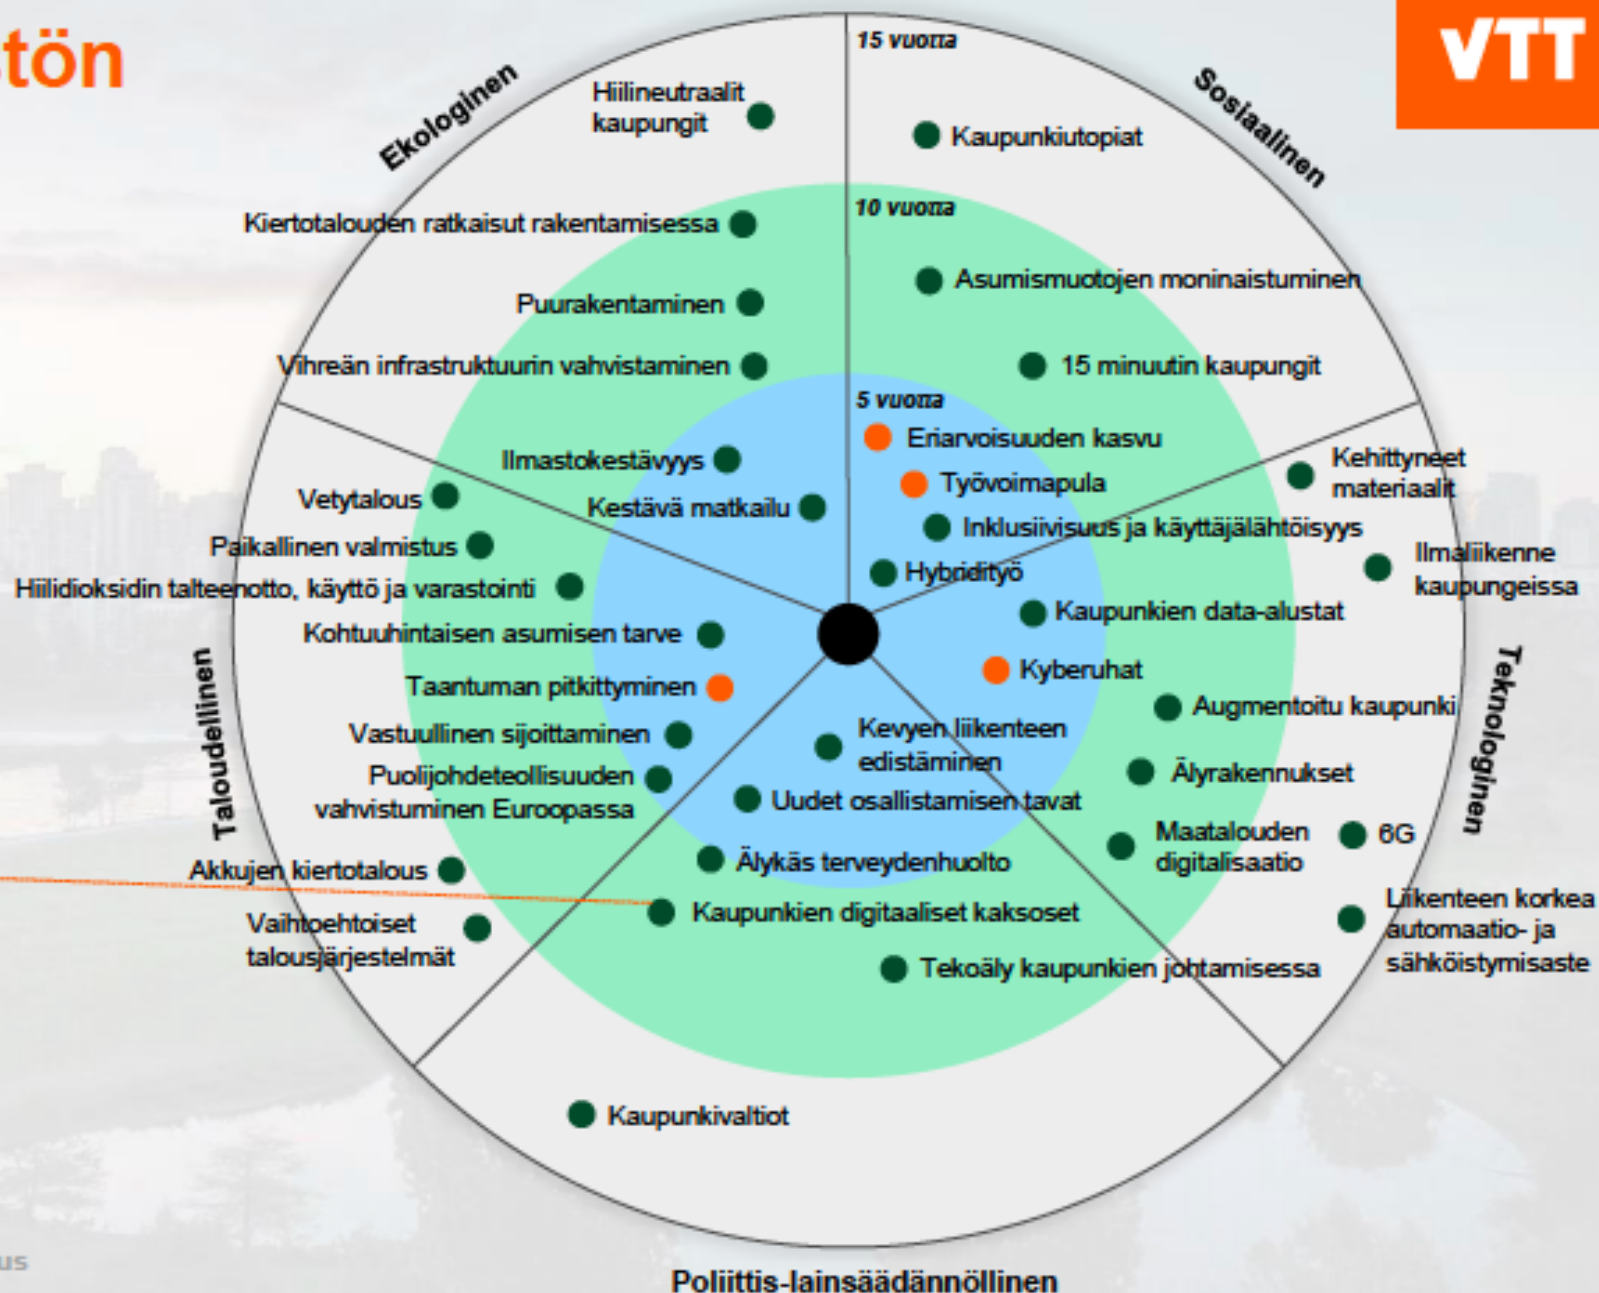 tön
VTT
15 vuotta
10 vuotta
5 vuotta
Ekologinen
Hiilineutraalit
kaupungit
Kiertotalouden ratkaisut rakentamisessa
Puurakentaminen
Vihreän infrastruktuurin vahvistaminen
Ilmastokestävyys
Kestävä matkailu
Sosiaalinen
Kaupunkiutopiat
Asumismuotojen moninaistuminen
15 minuutin kaupungit
Eriarvoisuuden kasvu
Työvoimapula
Inklusiivisuus ja käyttäjälähtöisyys
Hybridityö
Teknologinen
Kehittyneet
materiaalit
Ilmaliikenne
kaupungeissa
Kaupunkien data-alustat
Kyberuhat
Augmentoitu kaupunki
Älyrakennukset
Maatalouden
digitalisaatio
6G
Liikenteen korkea
automaatio- ja
sähköistymisaste
Taloudellinen
Vetytalous
Paikallinen valmistus
Hiilidioksidin talteenotto, käyttö ja varastointi
Kohtuuhintaisen asumisen tarve
Taantuman pitkittyminen
Vastuullinen sijoittaminen
Puolijohdeteollisuuden
vahvistuminen Euroopassa
Akkujen kiertotalous
Vaihtoehtoiset
talousjärjestelmät
Kevyen liikenteen
edistäminen
Uudet osallistamisen tavat
Älykäs terveydenhuolto
Kaupunkien digitaaliset kaksoset
Tekoäly kaupunkien johtamisessa
Kaupunkivaltiot
Poliittis-lainsäädännöllinen
us